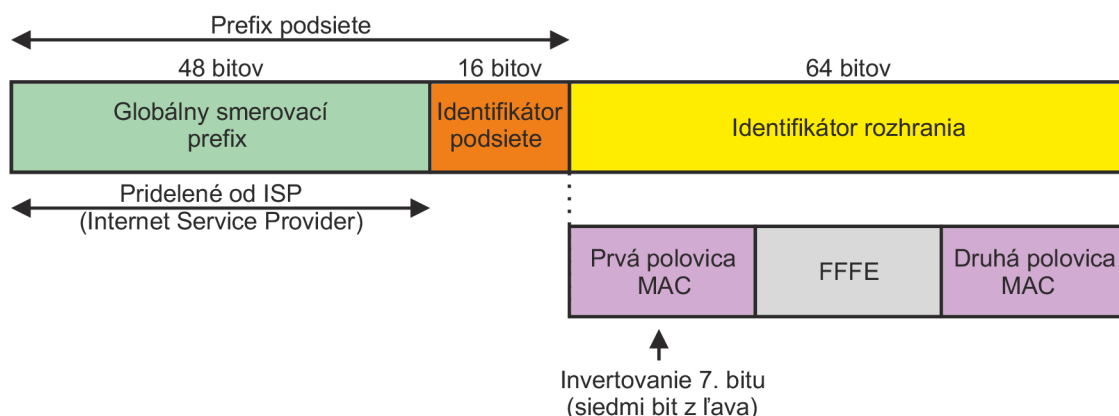 Prefix podsiete
48 bitov
16 bitov
64 bitov
Globálny smerovací
prefix
Identifikátor
podsiete
Identifikátor rozhrania
Pridelené od ISP
(Internet Service Provider)
Prvá polovica
MAC
FFFE
Druhá polovica
MAC
Invertovanie 7. bitu
(siedmi bit z ľava)